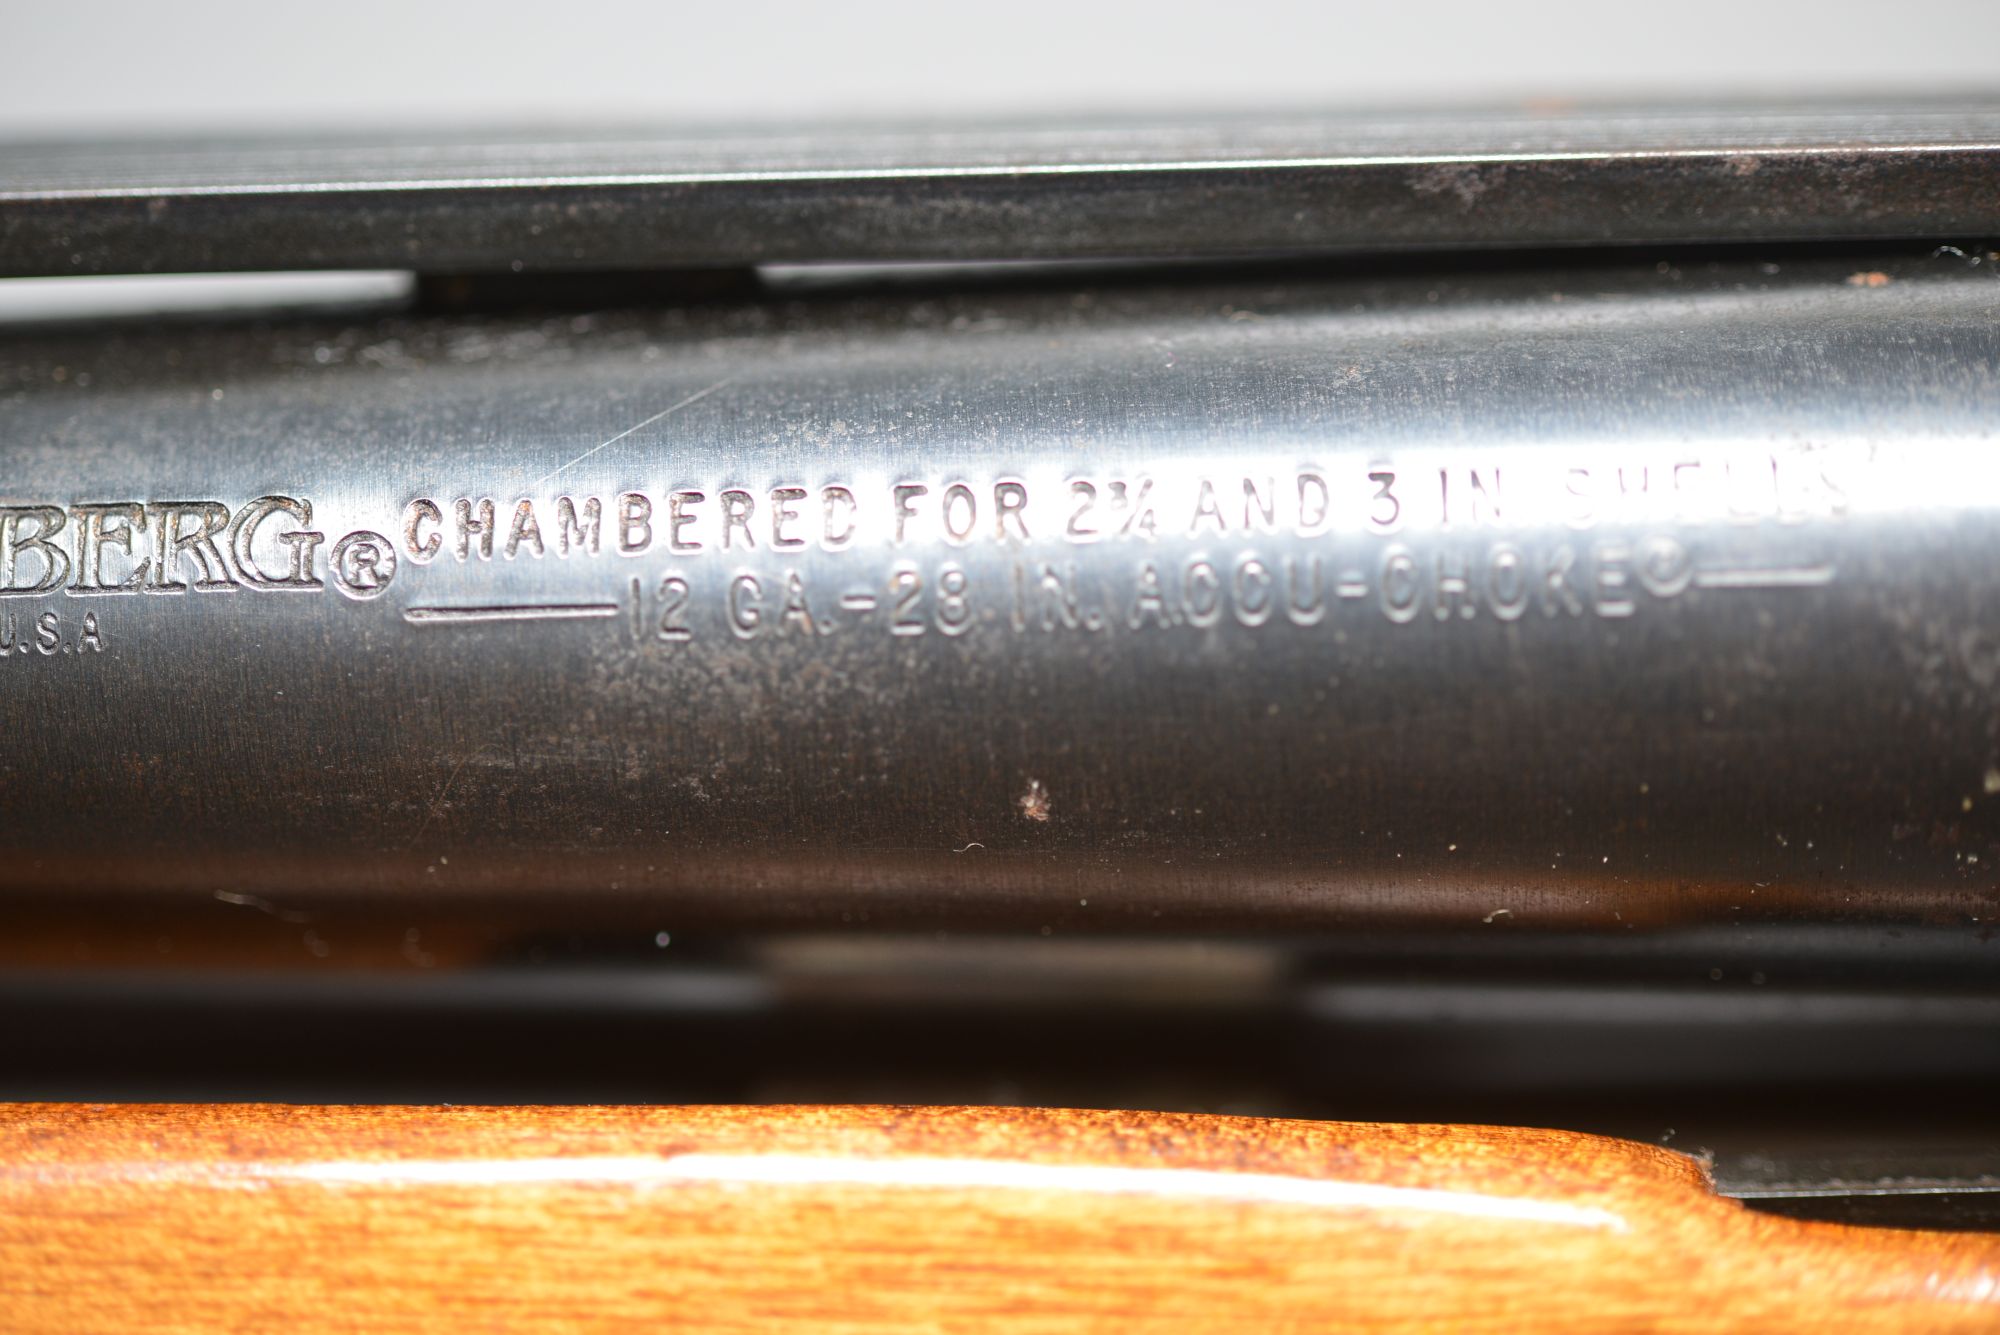 BERG® CHAMBERED FOR 2¾ AND 3 IN. SHELLS
U.S.A 12 GA.-28 IN. ACCU-CHOKE®